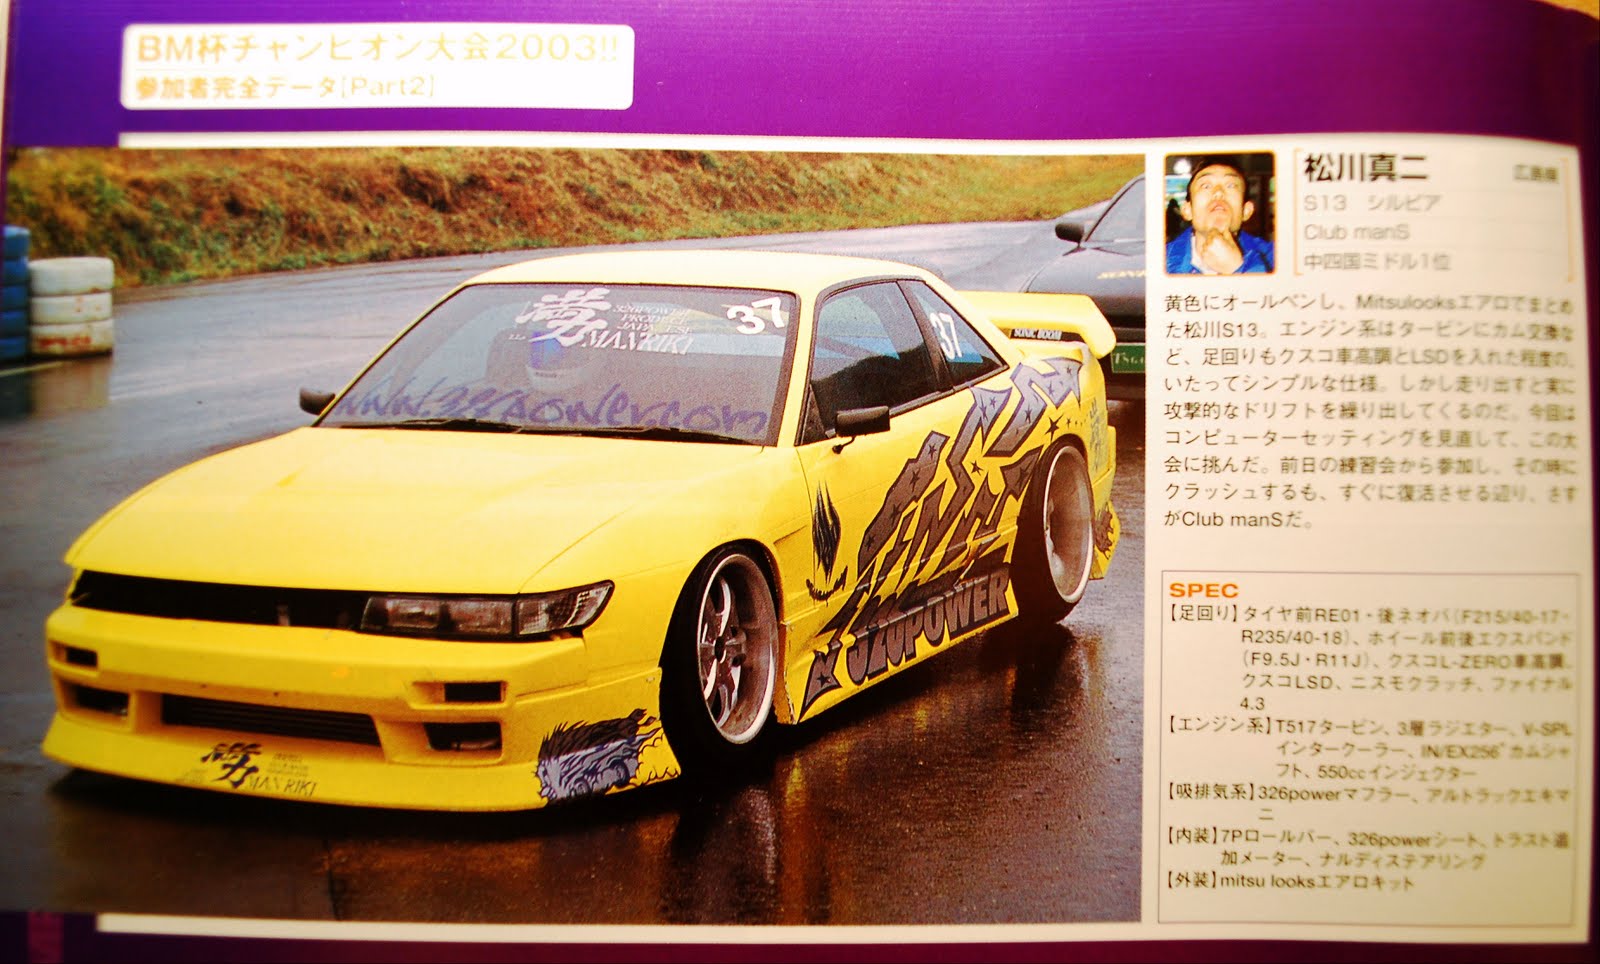 BM杯チャンピオン大会2003!!
参加者完全データ[Part2]
松川真二
広島県
S13 シルビア
Club manS
中四国ミドル1位
黄色にオールペンし、Mitsulooksエアロでまとめ
た松川S13。エンジン系はタービンにカム交換な
ど、足回りもクスコ車高調とLSDを入れた程度の、
いたってシンプルな仕様。しかし走り出すと実に
攻撃的なドリフトを繰り出してくるのだ。今回は
コンピューターセッティングを見直して、この大
会に挑んだ。前日の練習会から参加し、その時に
クラッシュするも、すぐに復活させる辺り、さす
がClub manSだ。
SPEC
【足回り】タイヤ前RE01・後ネオバ(F215/40-17・
R235/40-18)、ホイール前後エクスパンド
(F9.5J・R11J)、クスコL-ZERO車高調、
クスコLSD、ニスモクラッチ、ファイナル
4.3
【エンジン系】T517タービン、3層ラジエター、V-SPL
インタークーラー、IN/EX256°カムシャ
フト、550ccインジェクター
【吸排気系】326powerマフラー、アルトラックエキマ
ニ
【内装】7Pロールバー、326powerシート、トラスト追
加メーター、ナルディステアリング
【外装】mitsu looksエアロキット
326POWER
PRODUCE
MANRIKI
37
www.326power.com
37
SONIC BOOM
326POWER
MANRIKI